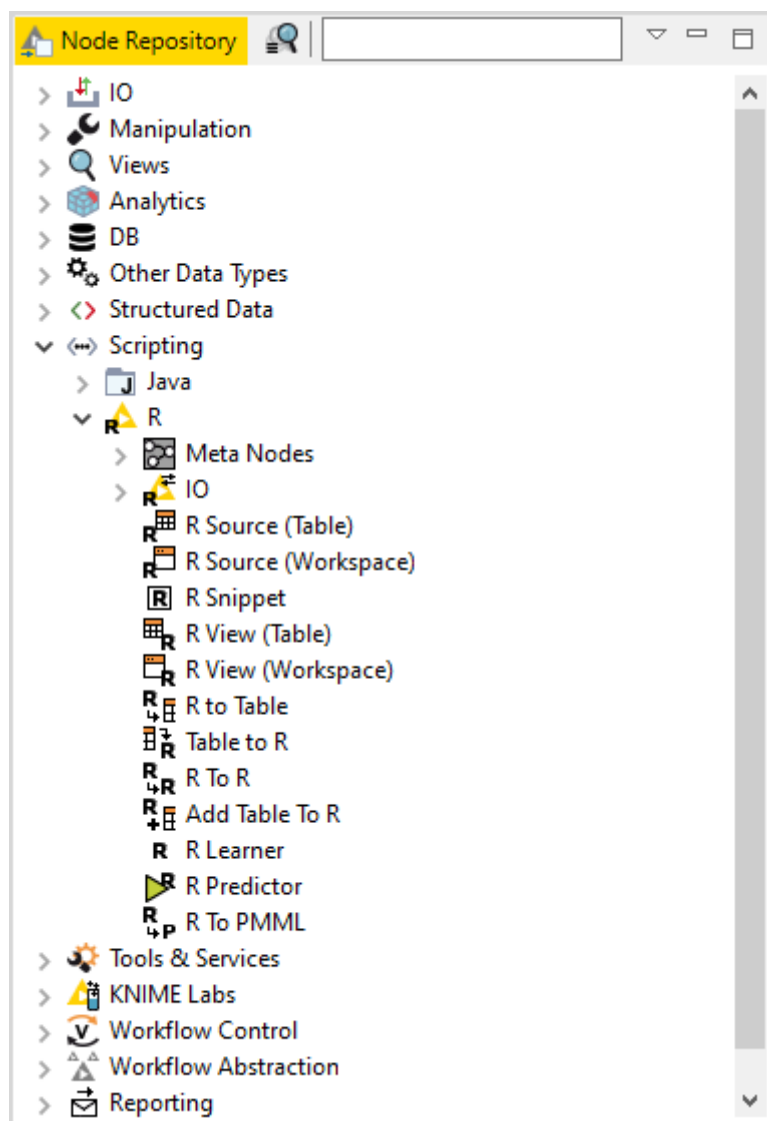 Node Repository
IO
Manipulation
Views
Analytics
DB
Other Data Types
Structured Data
Scripting
Java
R
Meta Nodes
IO
R Source (Table)
R Source (Workspace)
R Snippet
R View (Table)
R View (Workspace)
R to Table
Table to R
R To R
Add Table To R
R Learner
R Predictor
R To PMML
Tools & Services
KNIME Labs
Workflow Control
Workflow Abstraction
Reporting